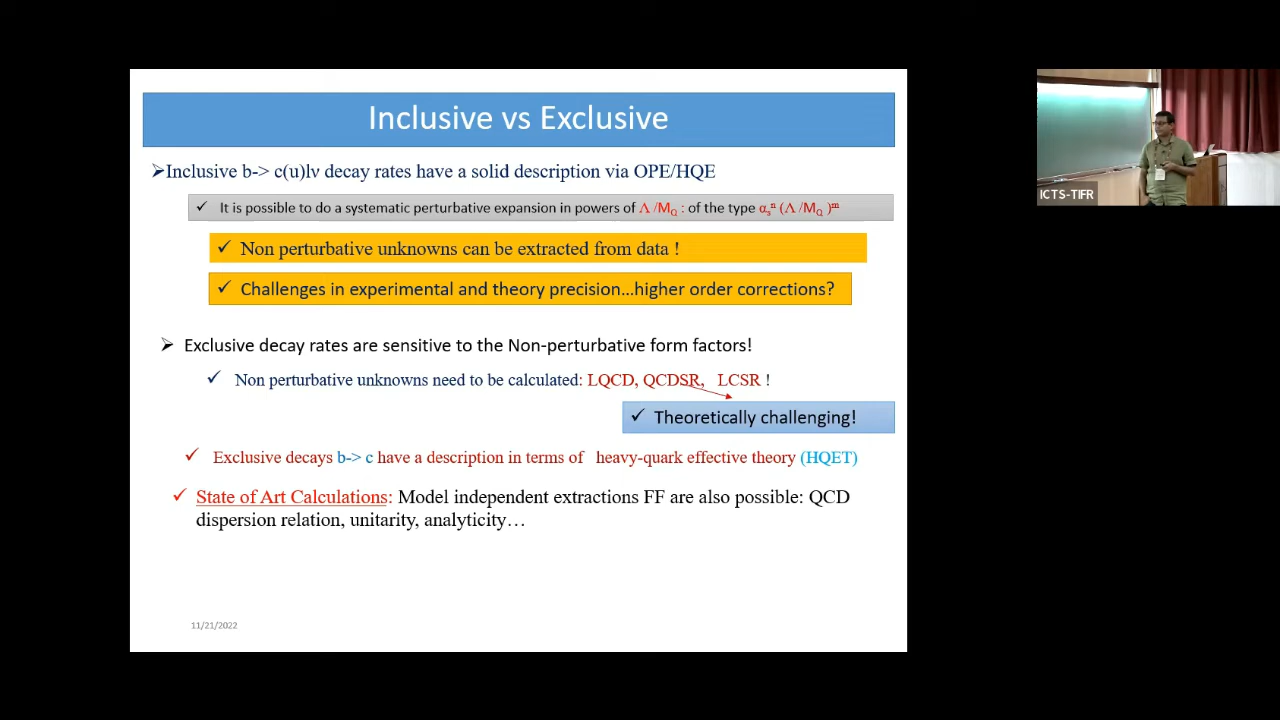 Inclusive vs Exclusive
➢Inclusive b-> c(u)lν decay rates have a solid description via OPE/HQE
✓ It is possible to do a systematic perturbative expansion in powers of Λ /M_Q : of the type α_s^n (Λ /M_Q )^m
✓ Non perturbative unknowns can be extracted from data !
✓ Challenges in experimental and theory precision...higher order corrections?
➢ Exclusive decay rates are sensitive to the Non-perturbative form factors!
✓ Non perturbative unknowns need to be calculated: LQCD, QCDSR, LCSR !
✓ Theoretically challenging!
✓ Exclusive decays b-> c have a description in terms of heavy-quark effective theory (HQET)
✓ State of Art Calculations: Model independent extractions FF are also possible: QCD
dispersion relation, unitarity, analyticity…
11/21/2022
ICTS-TIFR